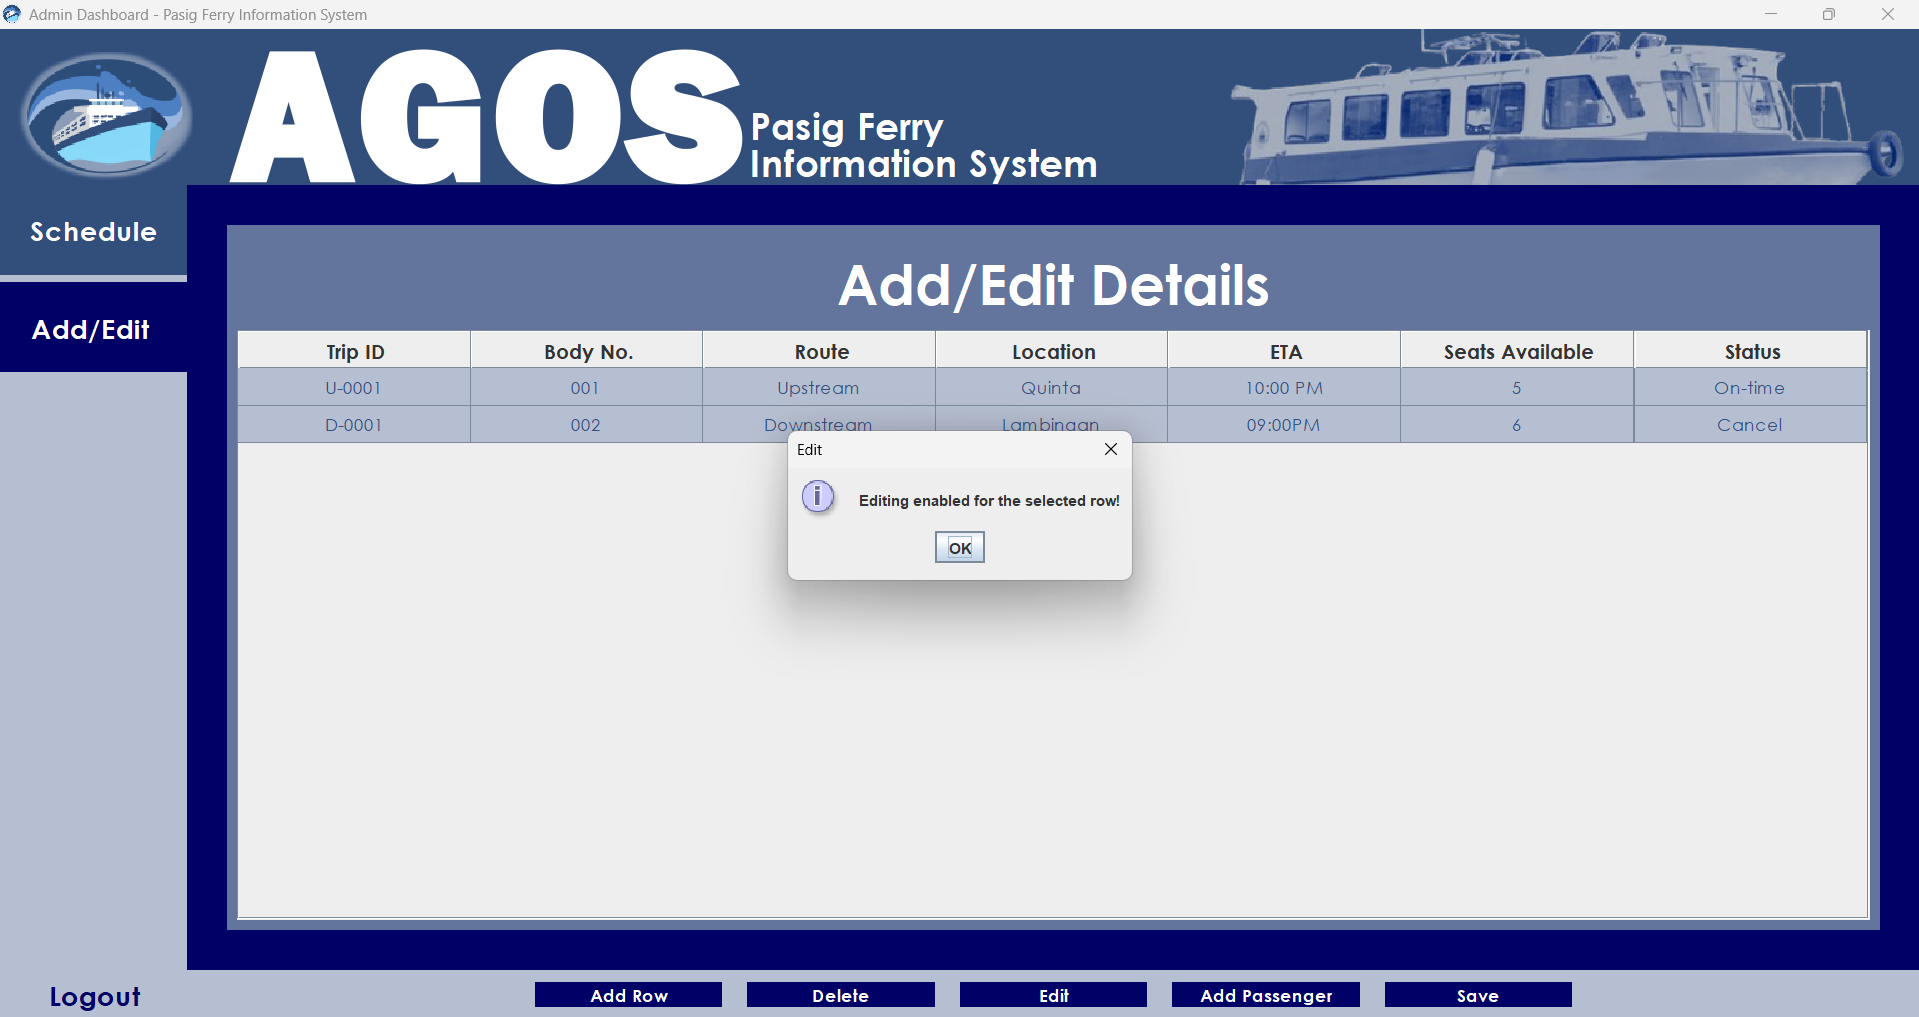 Admin Dashboard - Pasig Ferry Information System
AGOS
Pasig Ferry
Information System
Schedule
Add/Edit
Add/Edit Details
Trip ID Body No. Route Location ETA Seats Available Status
U-0001 001 Upstream Quinta 10:00 PM 5 On-time
D-0001 002 Downstream Lambingan 09:00PM 6 Cancel
Edit
i
Editing enabled for the selected row!
OK
Logout
Add Row Delete Edit Add Passenger Save